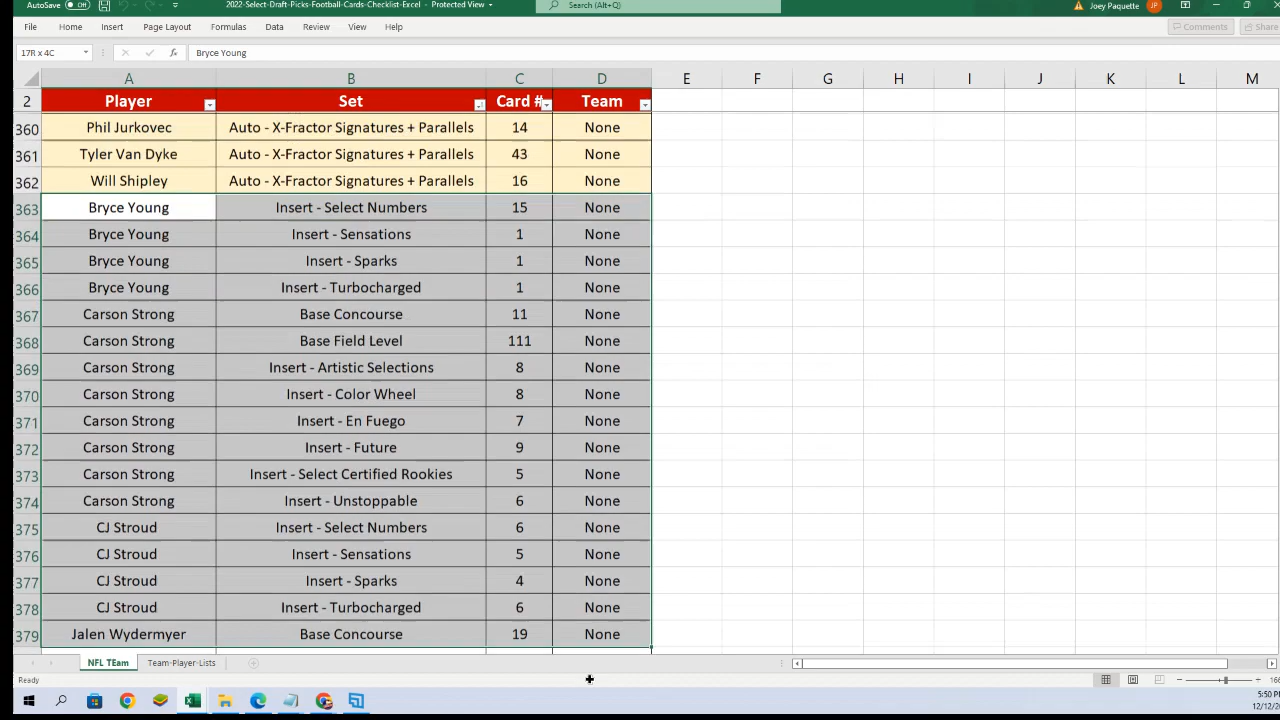 AutoSave Off 2022-Select-Draft-Picks-Football-Cards-Checklist-Excel - Protected View Search (Alt+Q) Joey Paquette JP
File Home Insert Page Layout Formulas Data Review View Help Comments Share
17R x 4C fx Bryce Young
A B C D E F G H I J K L M
2 Player Set Card # Team
360 Phil Jurkovec Auto - X-Fractor Signatures + Parallels 14 None
361 Tyler Van Dyke Auto - X-Fractor Signatures + Parallels 43 None
362 Will Shipley Auto - X-Fractor Signatures + Parallels 16 None
363 Bryce Young Insert - Select Numbers 15 None
364 Bryce Young Insert - Sensations 1 None
365 Bryce Young Insert - Sparks 1 None
366 Bryce Young Insert - Turbocharged 1 None
367 Carson Strong Base Concourse 11 None
368 Carson Strong Base Field Level 111 None
369 Carson Strong Insert - Artistic Selections 8 None
370 Carson Strong Insert - Color Wheel 8 None
371 Carson Strong Insert - En Fuego 7 None
372 Carson Strong Insert - Future 9 None
373 Carson Strong Insert - Select Certified Rookies 5 None
374 Carson Strong Insert - Unstoppable 6 None
375 CJ Stroud Insert - Select Numbers 6 None
376 CJ Stroud Insert - Sensations 5 None
377 CJ Stroud Insert - Sparks 4 None
378 CJ Stroud Insert - Turbocharged 6 None
379 Jalen Wydermyer Base Concourse 19 None
NFL TEam Team-Player-Lists
Ready
5:50 P
12/12/20